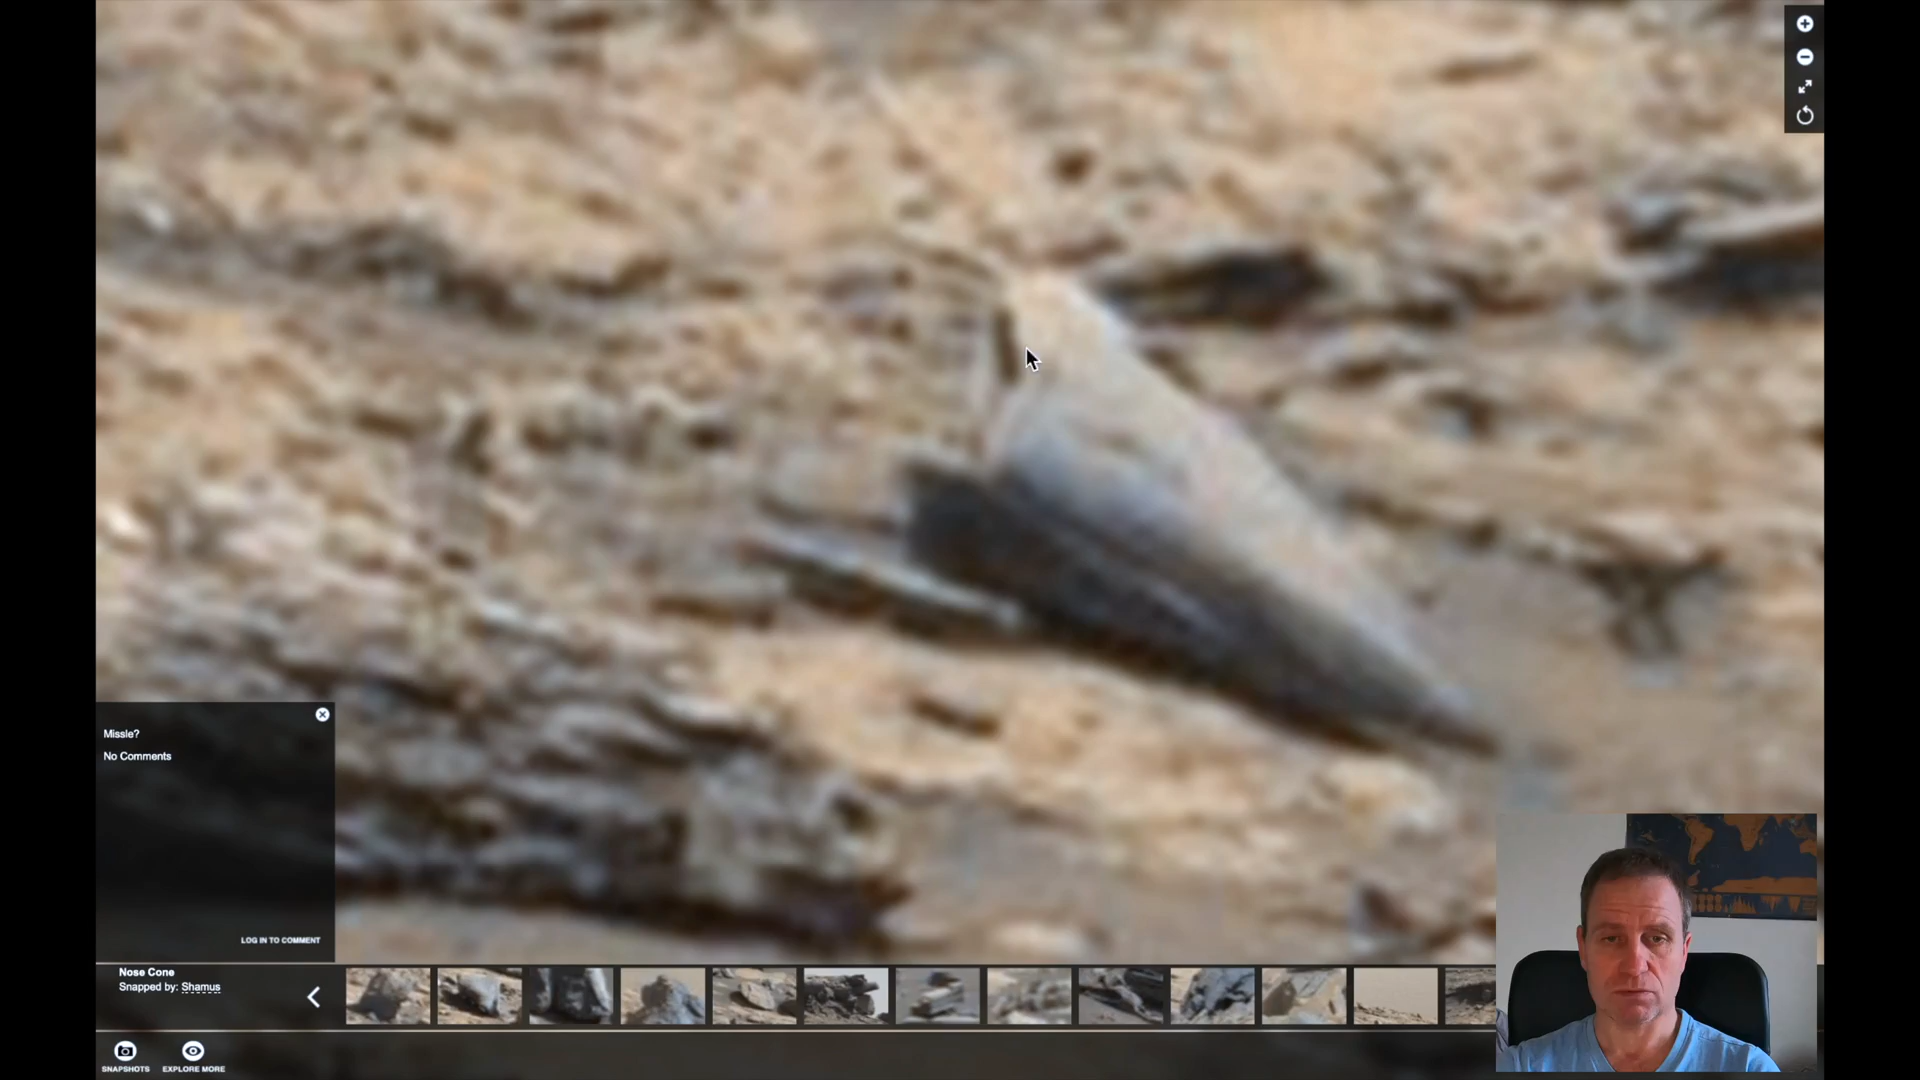 Missle?
No Comments
LOG IN TO COMMENT
Nose Cone
Snapped by: Shamus
SNAPSHOTS
EXPLORE MORE